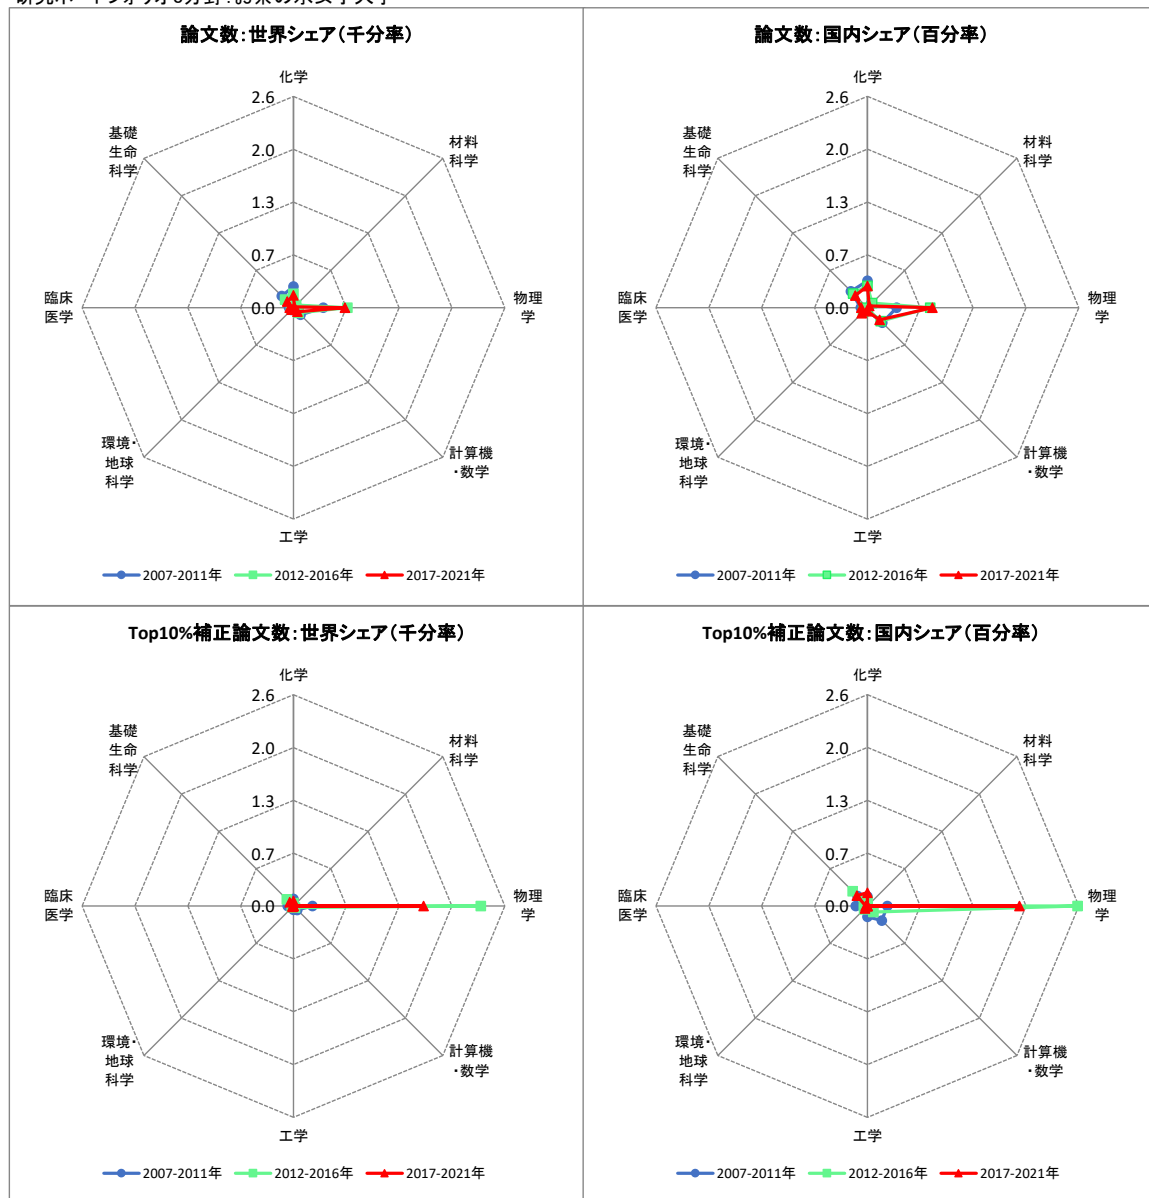 論文数:世界シェア(千分率)
化学
2.6
2.0
1.3
0.7
0.0
材料
科学
物理
学
計算機
・数学
工学
環境・
地球
科学
臨床
医学
基礎
生命
科学
2007-2011年 2012-2016年 2017-2021年
論文数:国内シェア(百分率)
化学
2.6
2.0
1.3
0.7
0.0
材料
科学
物理
学
計算機
・数学
工学
環境・
地球
科学
臨床
医学
基礎
生命
科学
2007-2011年 2012-2016年 2017-2021年
Top10%補正論文数:世界シェア(千分率)
化学
2.6
2.0
1.3
0.7
0.0
材料
科学
物理
学
計算機
・数学
工学
環境・
地球
科学
臨床
医学
基礎
生命
科学
2007-2011年 2012-2016年 2017-2021年
Top10%補正論文数:国内シェア(百分率)
化学
2.6
2.0
1.3
0.7
0.0
材料
科学
物理
学
計算機
・数学
工学
環境・
地球
科学
臨床
医学
基礎
生命
科学
2007-2011年 2012-2016年 2017-2021年